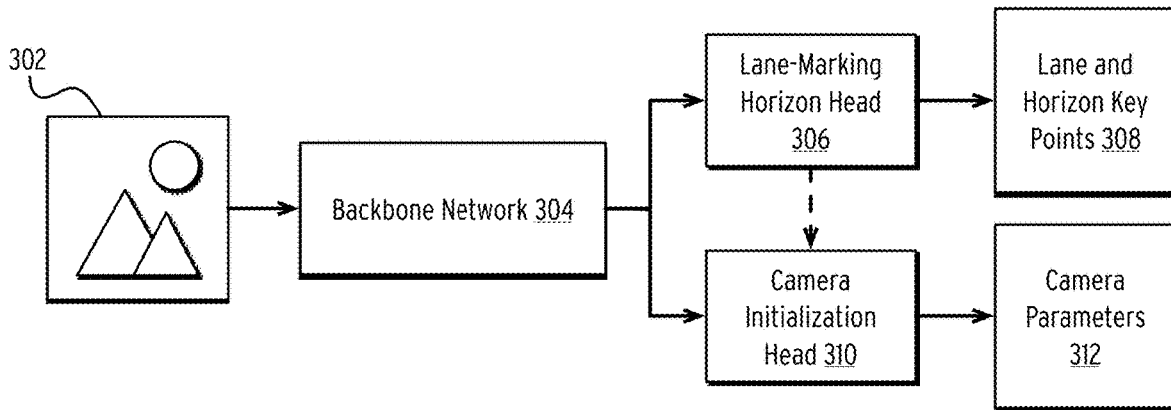 302
Backbone Network 304
Lane-Marking
Horizon Head
306
Lane and
Horizon Key
Points 308
Camera
Initialization
Head 310
Camera
Parameters
312